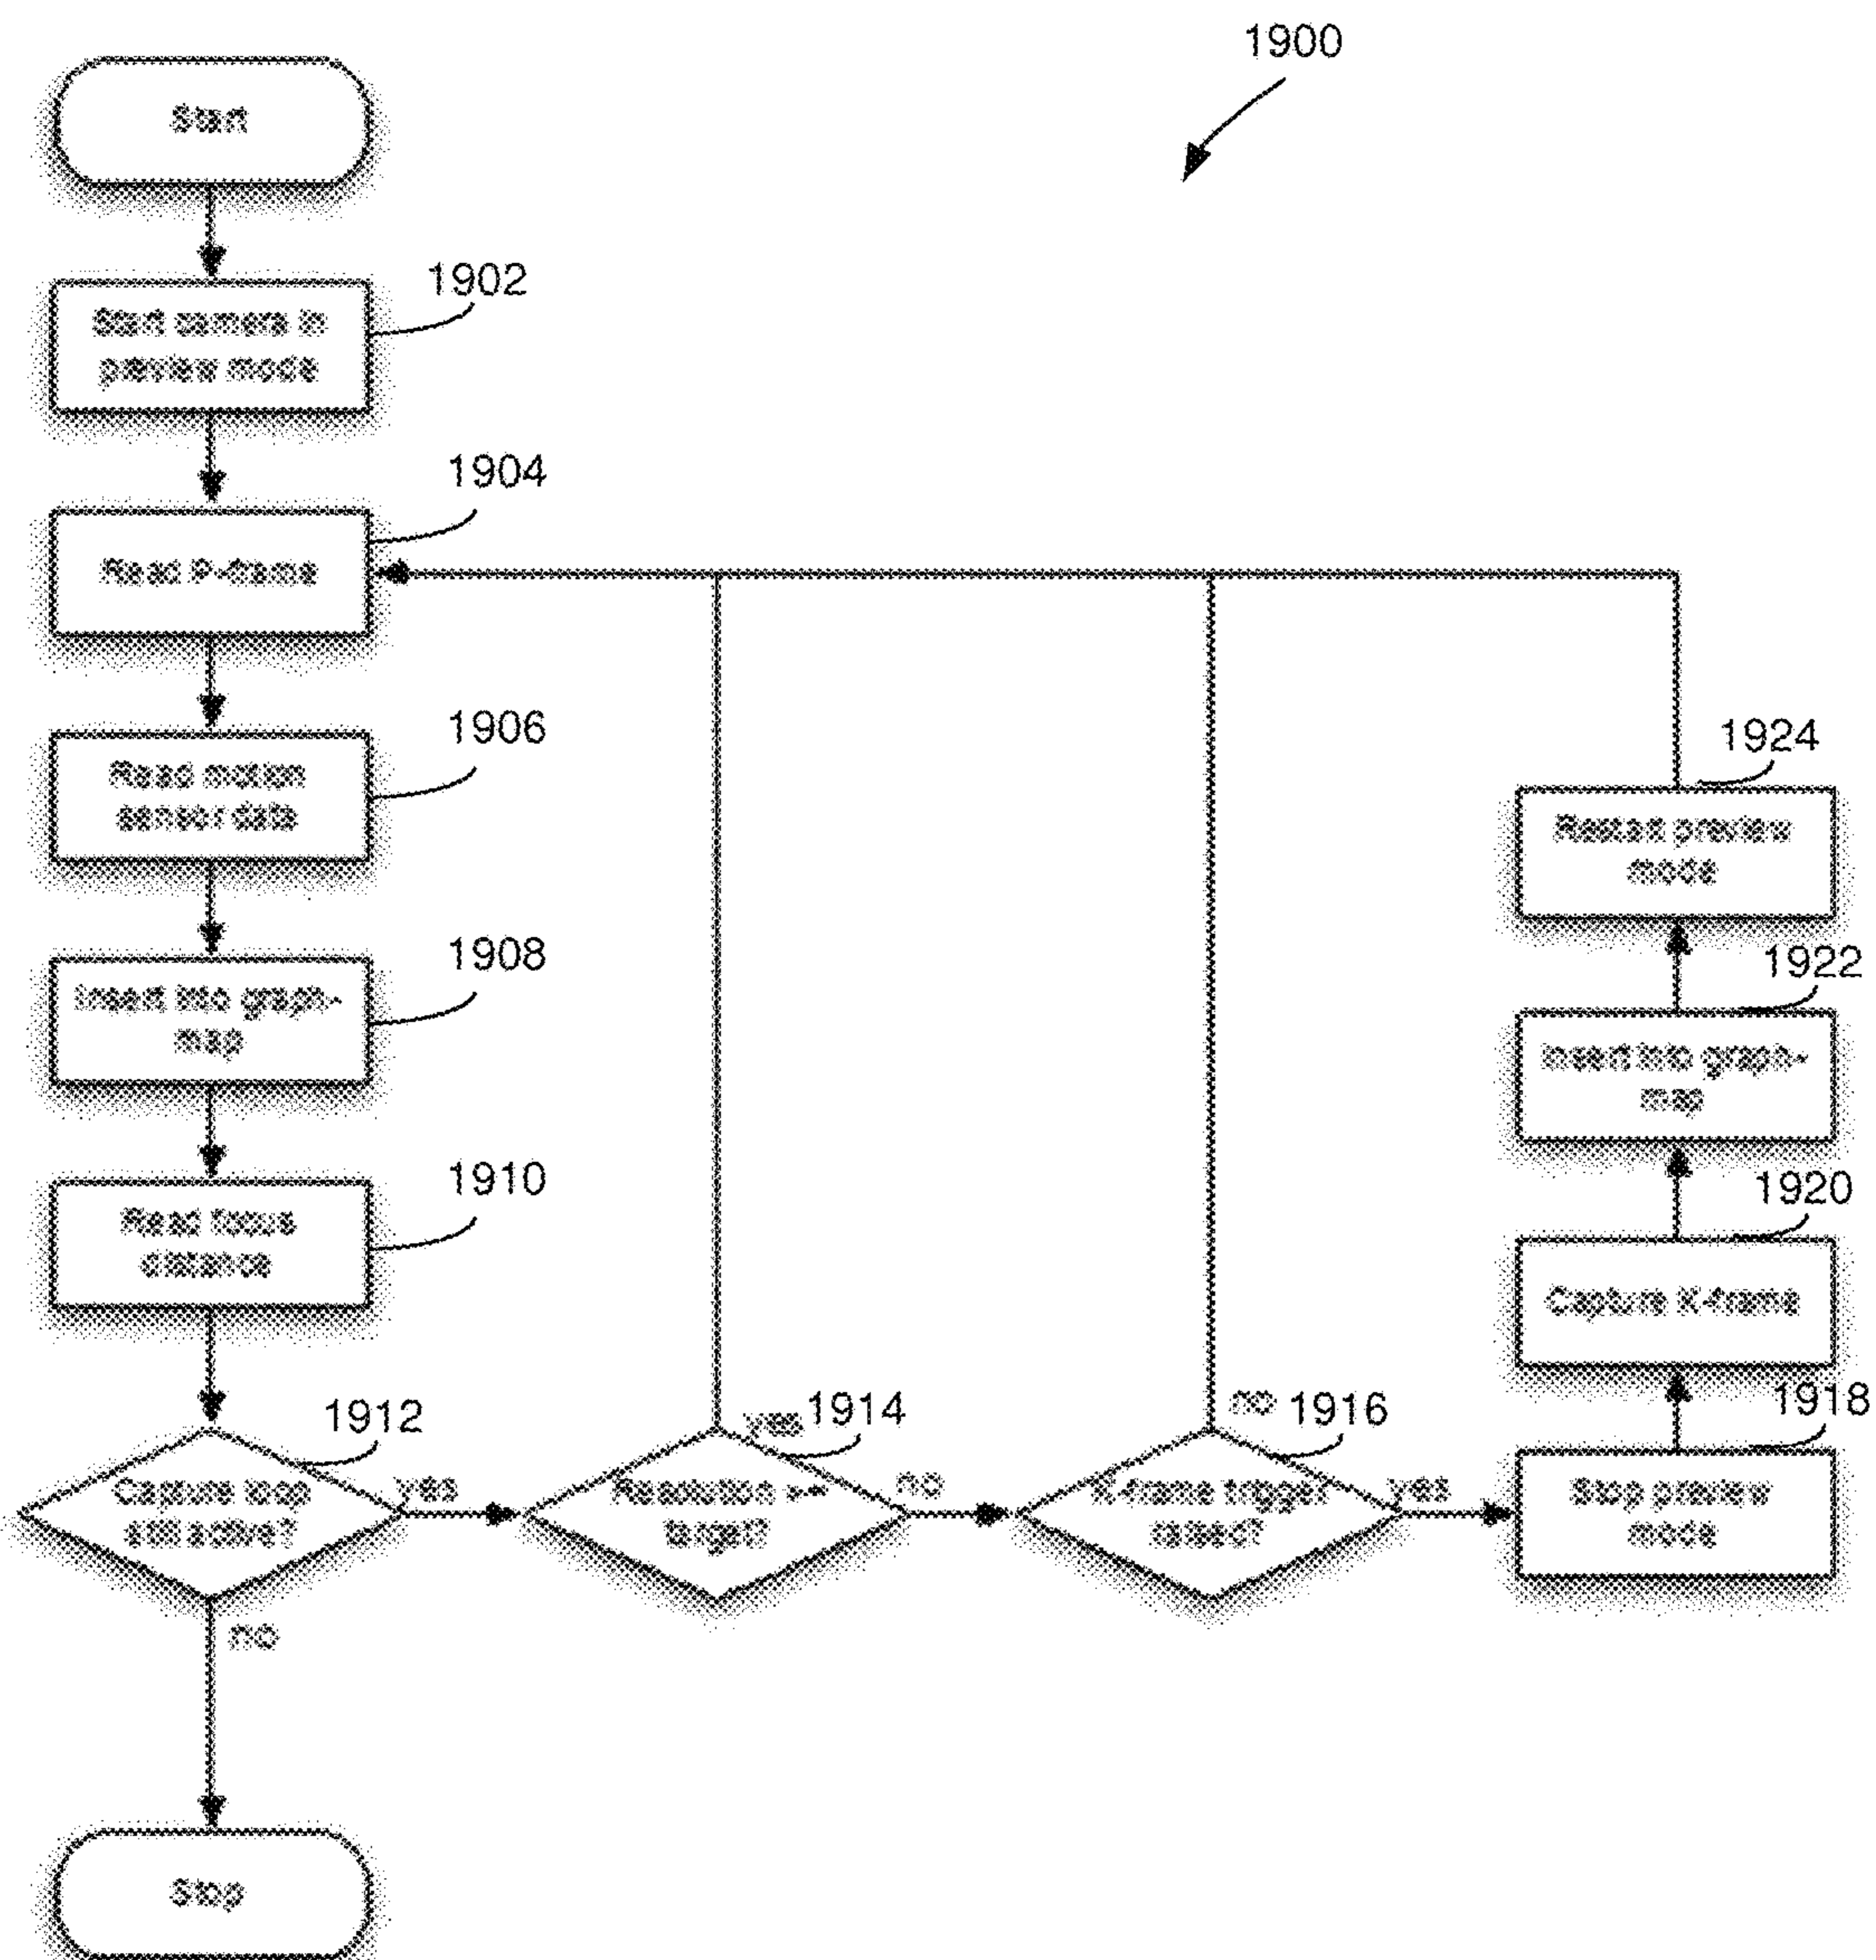 1900
Start
1902
Start camera in
preview mode
1904
Read P-frame
1906
Read motion
sensor data
1924
Restart preview
mode
1908
Insert into graph-
map
1922
Insert into graph-
map
1910
Read focus
distance
1920
Capture K-frame
1912
Capture loop
still active?
yes
no
1914
Resolution >=
target?
yes
no
1916
K-frame trigger
raised?
no
yes
1918
Stop preview
mode
Stop